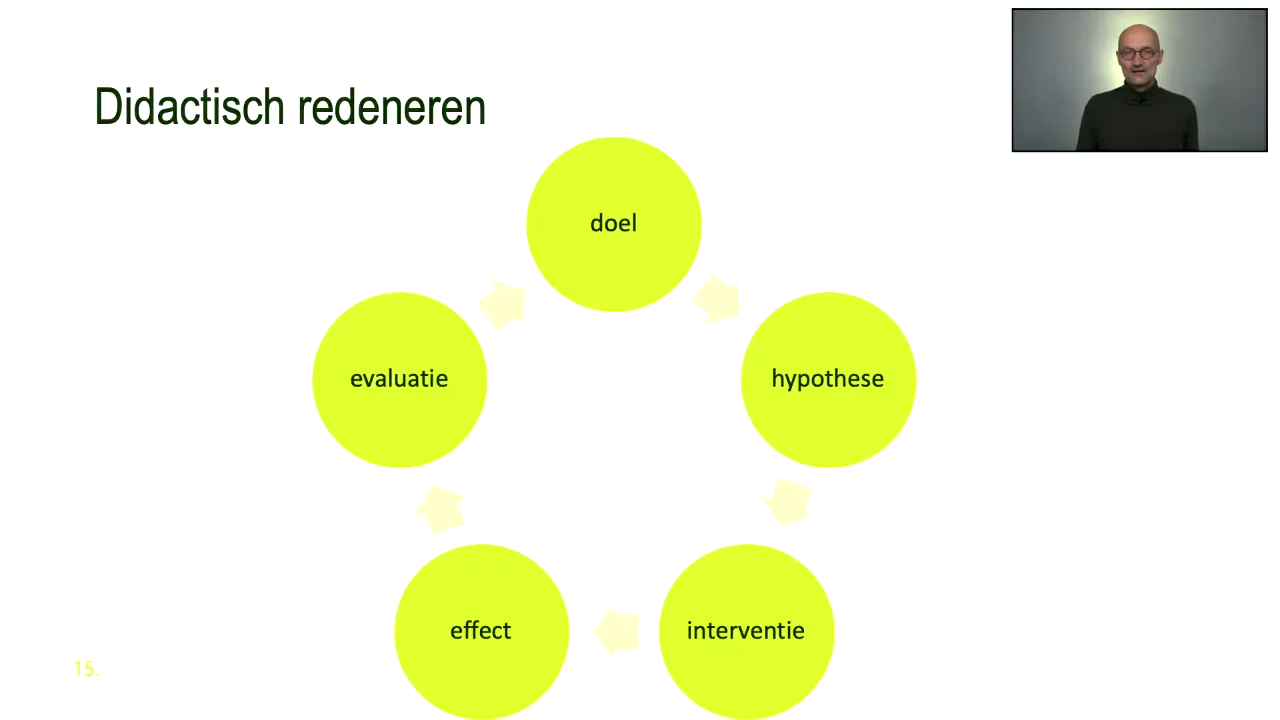 Didactisch redeneren
doel
hypothese
interventie
effect
evaluatie
15.